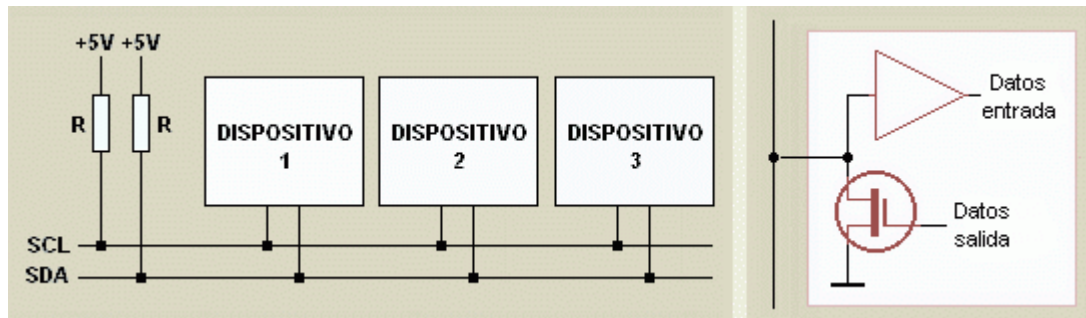 +5V +5V
R
R
DISPOSITIVO
1
DISPOSITIVO
2
DISPOSITIVO
3
SCL
SDA
Datos
entrada
Datos
salida